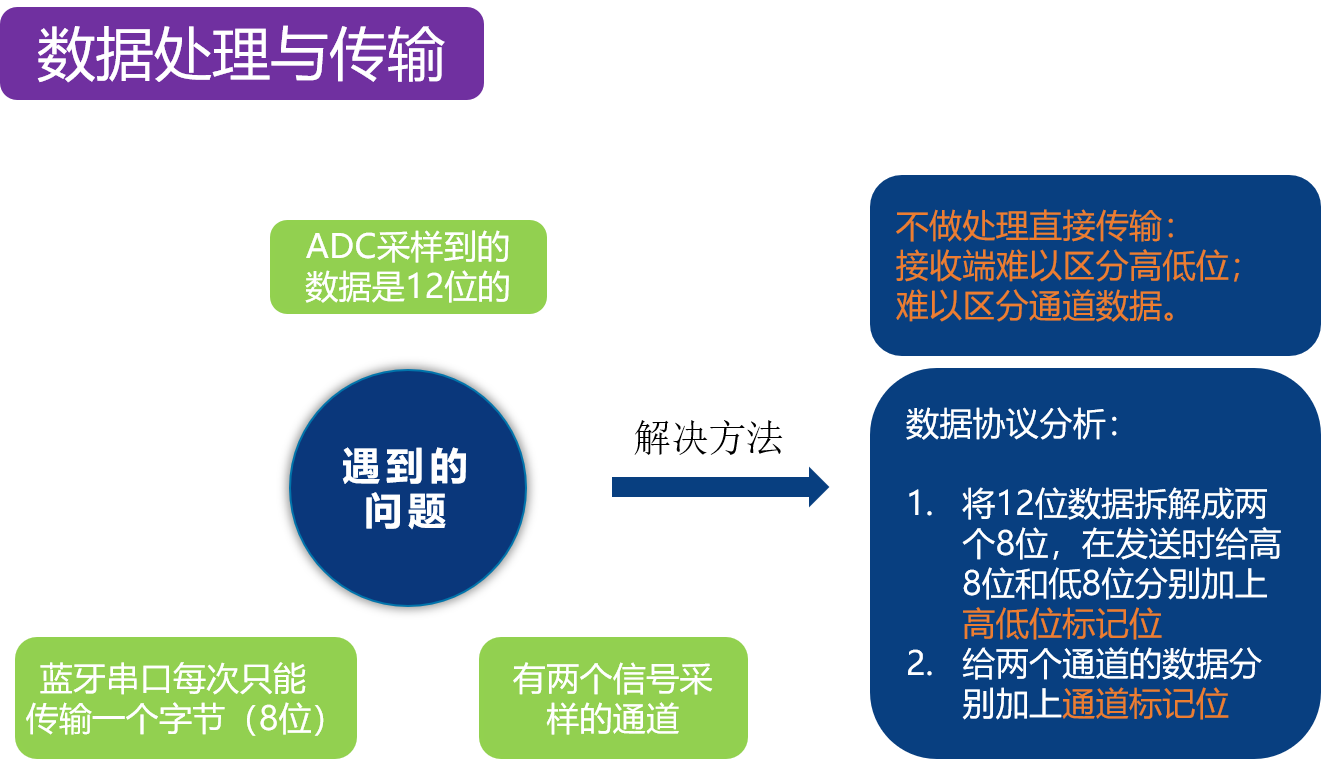 数据处理与传输
ADC采样到的
数据是12位的
遇到的
问题
蓝牙串口每次只能
传输一个字节（8位）
有两个信号采
样的通道
解决方法
不做处理直接传输：
接收端难以区分高低位；
难以区分通道数据。
数据协议分析：
1. 将12位数据拆解成两
个8位，在发送时给高
8位和低8位分别加上
高低位标记位
2. 给两个通道的数据分
别加上通道标记位